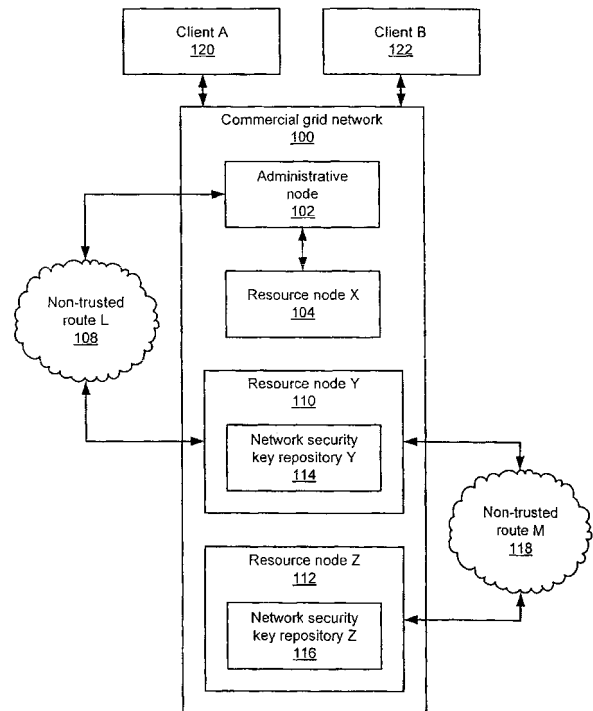 Client A
120
Client B
122
Commercial grid network
100
Administrative
node
102
Resource node X
104
Non-trusted
route L
108
Resource node Y
110
Network security
key repository Y
114
Non-trusted
route M
118
Resource node Z
112
Network security
key repository Z
116